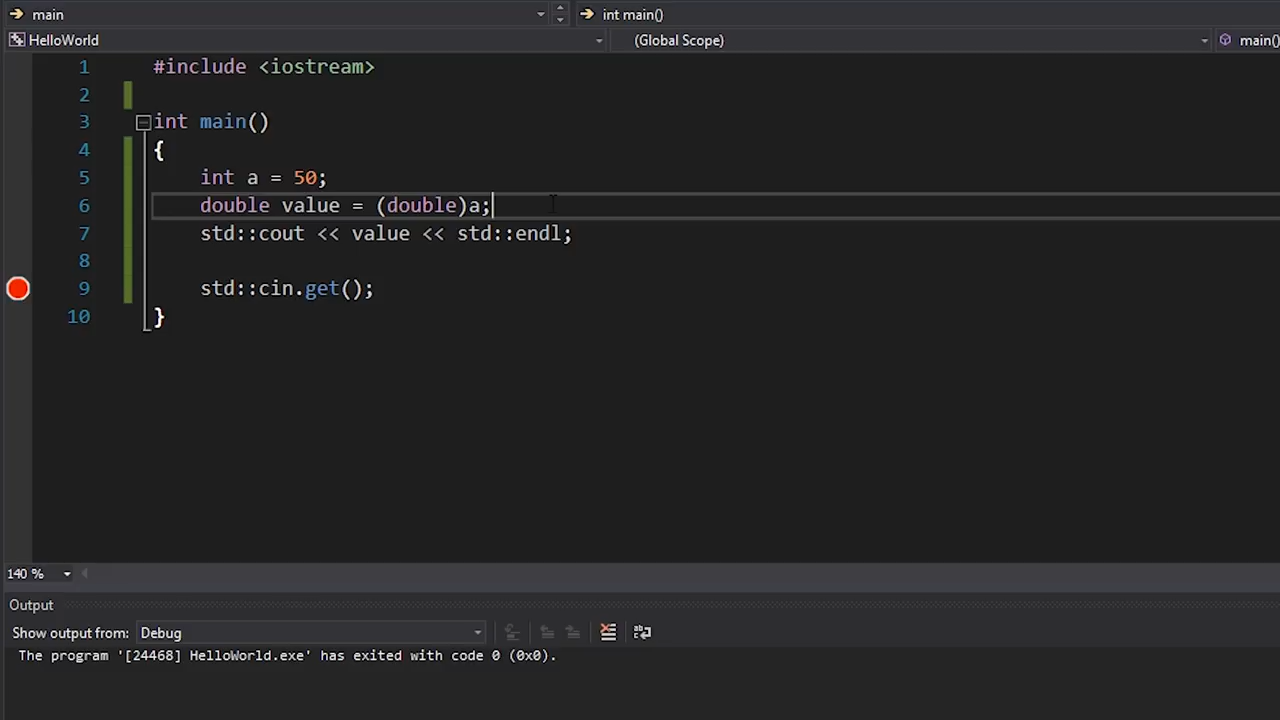 main int main()
HelloWorld (Global Scope) main()
1 #include <iostream>
2
3 int main()
4 {
5 int a = 50;
6 double value = (double)a;
7 std::cout << value << std::endl;
8
9 std::cin.get();
10 }
140 %
Output
Show output from: Debug
The program '[24468] HelloWorld.exe' has exited with code 0 (0x0).